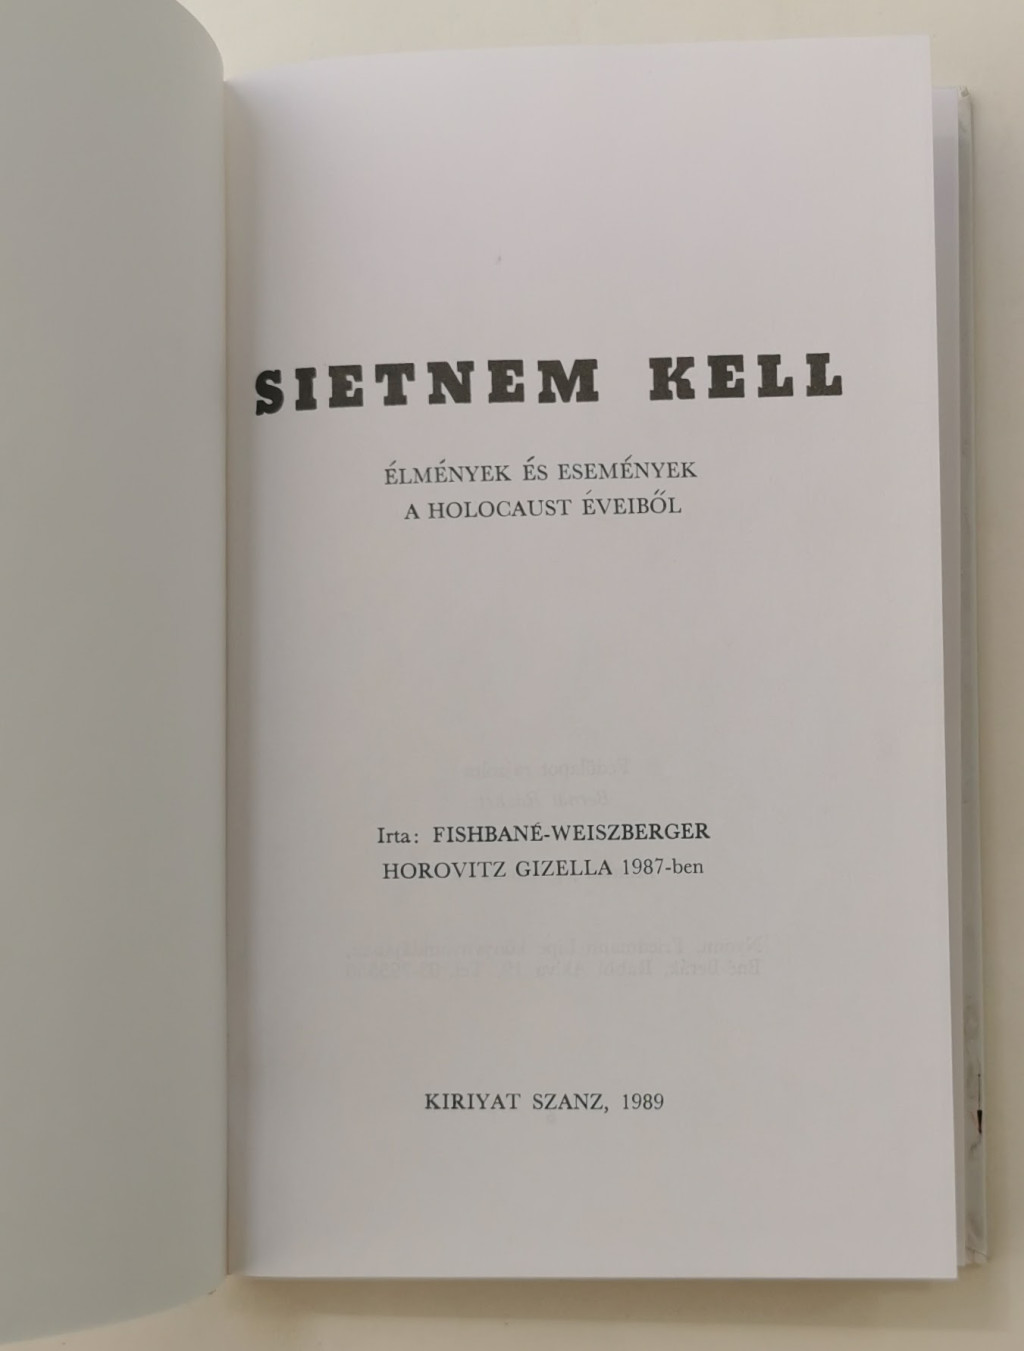 SIETNEM KELL
ÉLMÉNYEK ÉS ESEMÉNYEK
A HOLOCAUST ÉVEIBŐL
Irta: FISHBANÉ-WEISZBERGER
HOROVITZ GIZELLA 1987-ben
KIRIYAT SZANZ, 1989